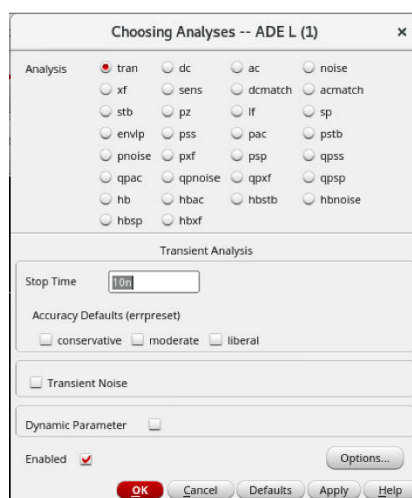 Choosing Analyses -- ADE L (1)
Analysis tran dc ac noise
xf sens dcmatch acmatch
stb pz lf sp
envlp pss pac pstb
pnoise pxf psp qpss
qpac qpnoise qpxf qpsp
hb hbac hbstb hbnoise
hbsp hbxf
Transient Analysis
Stop Time 10n
Accuracy Defaults (errpreset)
conservative moderate liberal
Transient Noise
Dynamic Parameter
Enabled Options...
OK Cancel Defaults Apply Help